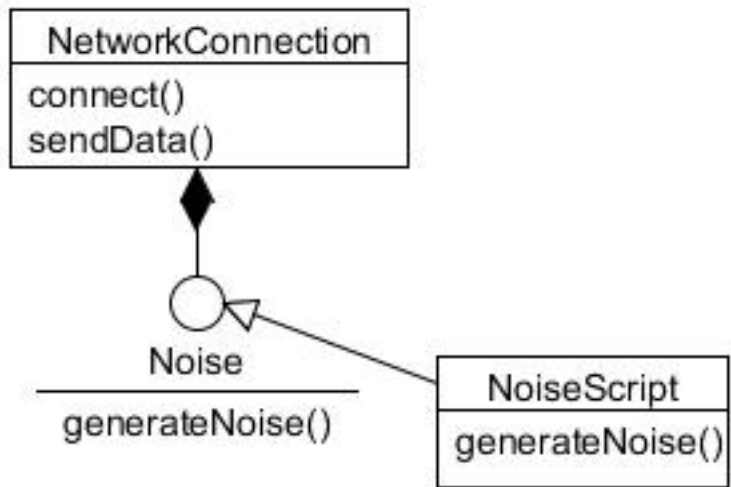 NetworkConnection
connect()
sendData()
Noise
generateNoise()
NoiseScript
generateNoise()